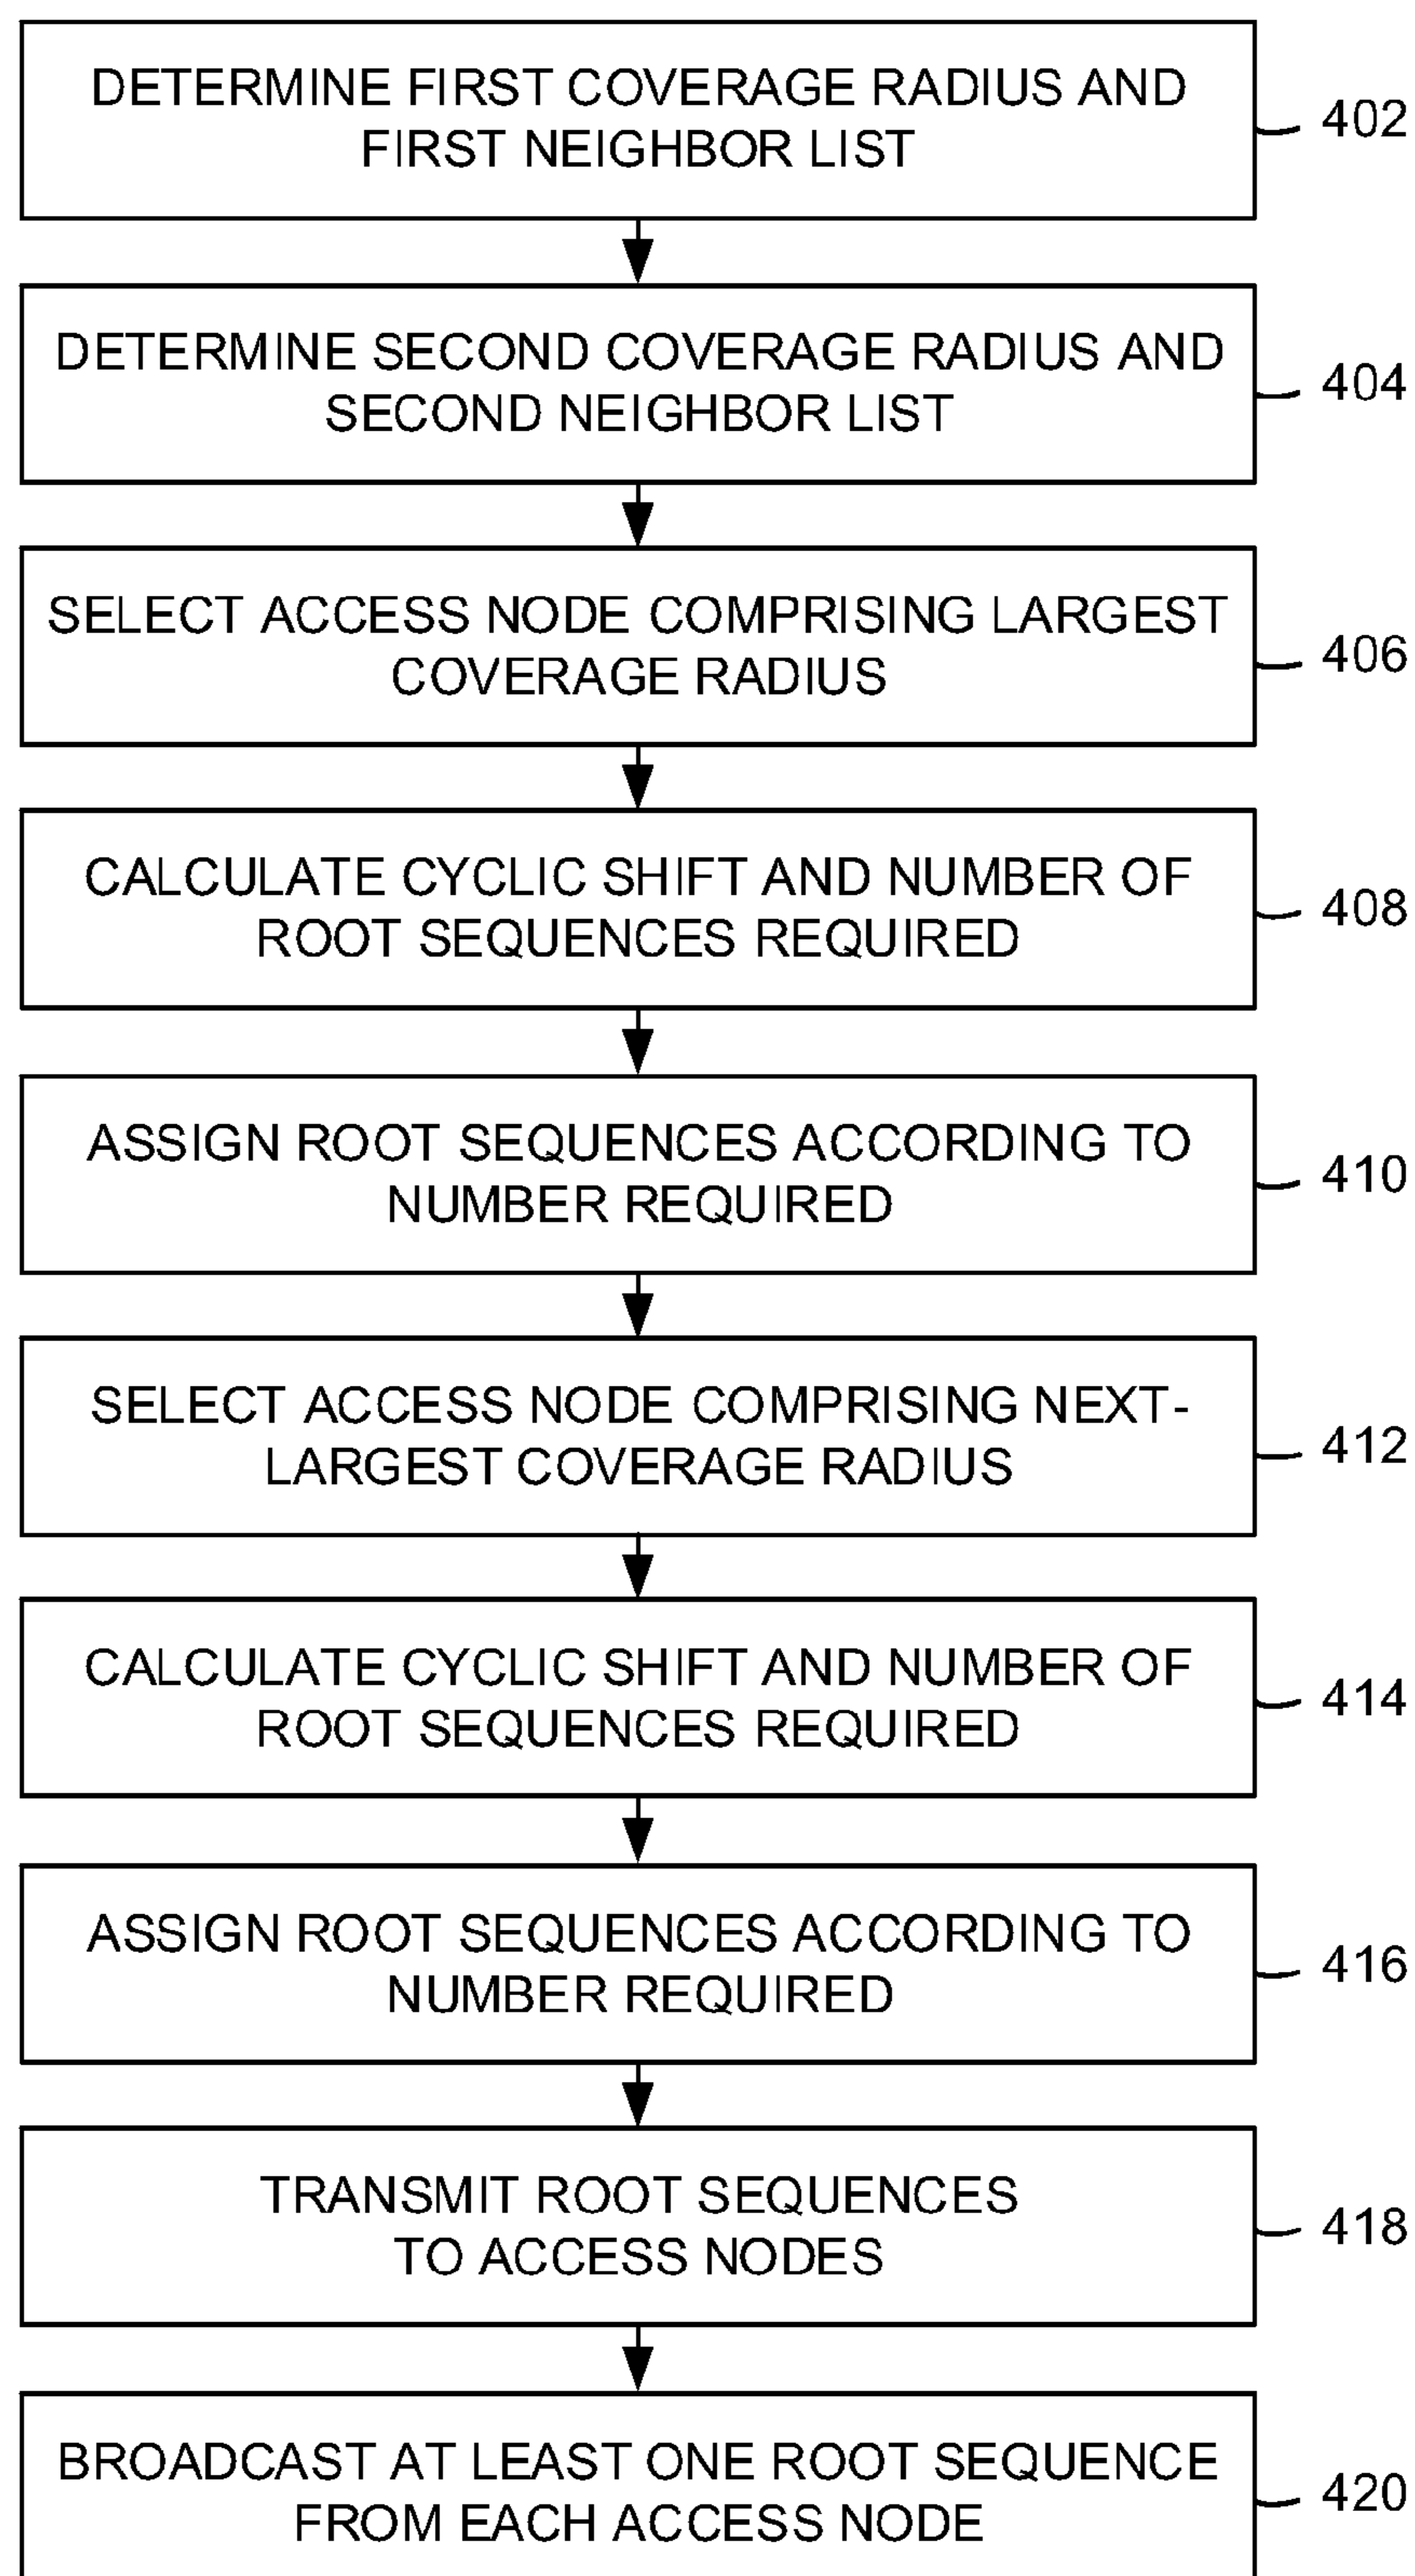 DETERMINE FIRST COVERAGE RADIUS AND
FIRST NEIGHBOR LIST
402
DETERMINE SECOND COVERAGE RADIUS AND
SECOND NEIGHBOR LIST
404
SELECT ACCESS NODE COMPRISING LARGEST
COVERAGE RADIUS
406
CALCULATE CYCLIC SHIFT AND NUMBER OF
ROOT SEQUENCES REQUIRED
408
ASSIGN ROOT SEQUENCES ACCORDING TO
NUMBER REQUIRED
410
SELECT ACCESS NODE COMPRISING NEXT-
LARGEST COVERAGE RADIUS
412
CALCULATE CYCLIC SHIFT AND NUMBER OF
ROOT SEQUENCES REQUIRED
414
ASSIGN ROOT SEQUENCES ACCORDING TO
NUMBER REQUIRED
416
TRANSMIT ROOT SEQUENCES
TO ACCESS NODES
418
BROADCAST AT LEAST ONE ROOT SEQUENCE
FROM EACH ACCESS NODE
420